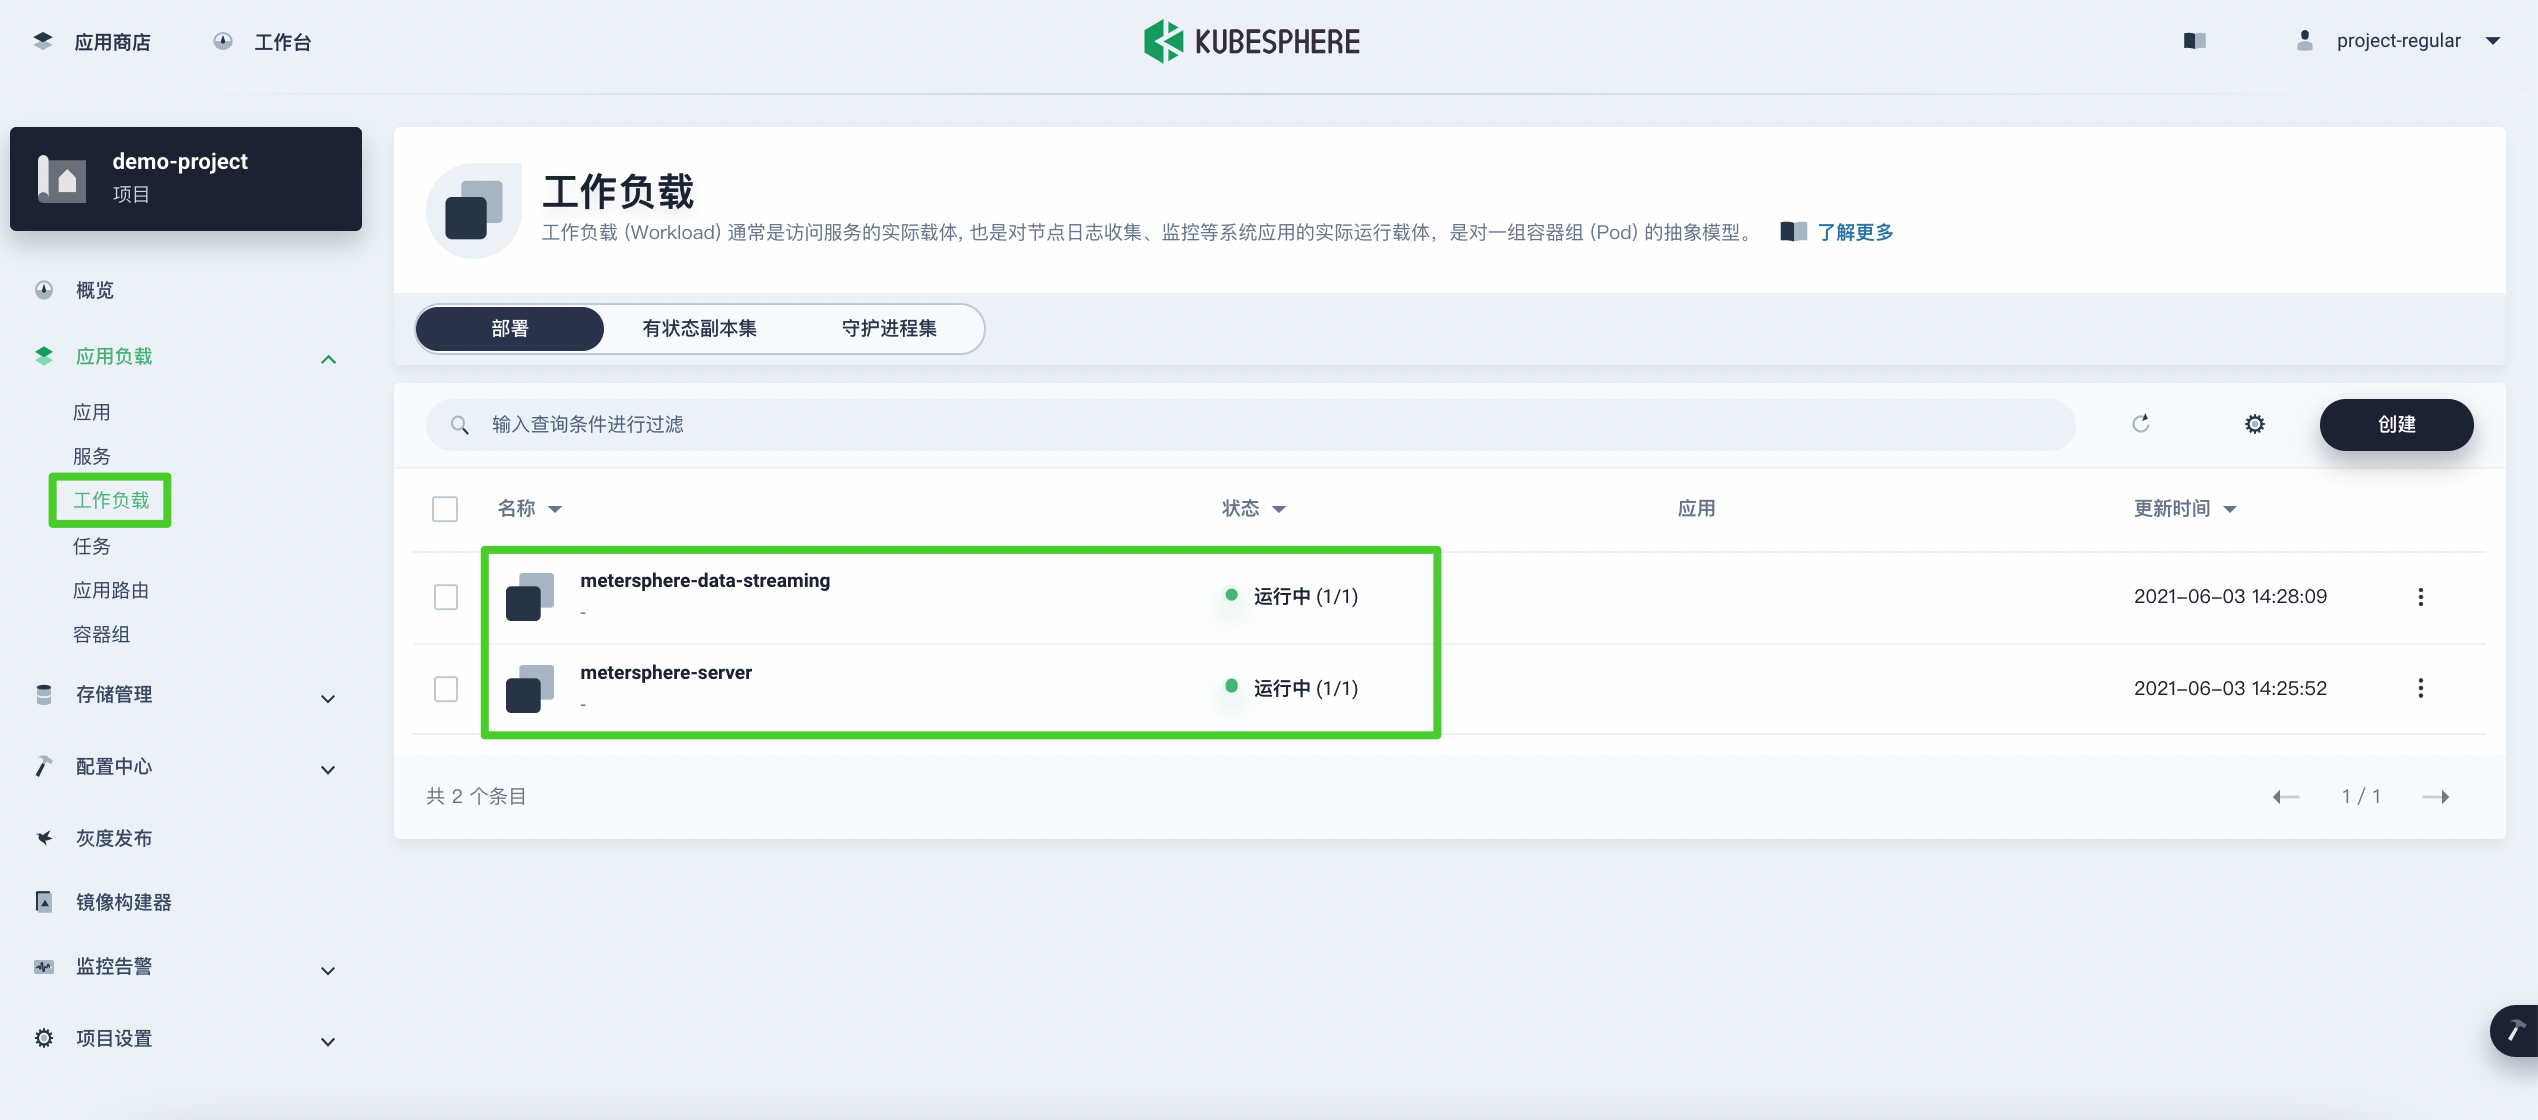 应用商店 工作台 KUBESPHERE project-regular
demo-project
项目
概览
应用负载
应用
服务
工作负载
任务
应用路由
容器组
存储管理
配置中心
灰度发布
镜像构建器
监控告警
项目设置
工作负载
工作负载 (Workload) 通常是访问服务的实际载体, 也是对节点日志收集、监控等系统应用的实际运行载体，是对一组容器组 (Pod) 的抽象模型。 了解更多
部署 有状态副本集 守护进程集
输入查询条件进行过滤 创建
名称 状态 应用 更新时间
metersphere-data-streaming
-
运行中 (1/1) 2021-06-03 14:28:09
metersphere-server
-
运行中 (1/1) 2021-06-03 14:25:52
共 2 个条目 1 / 1